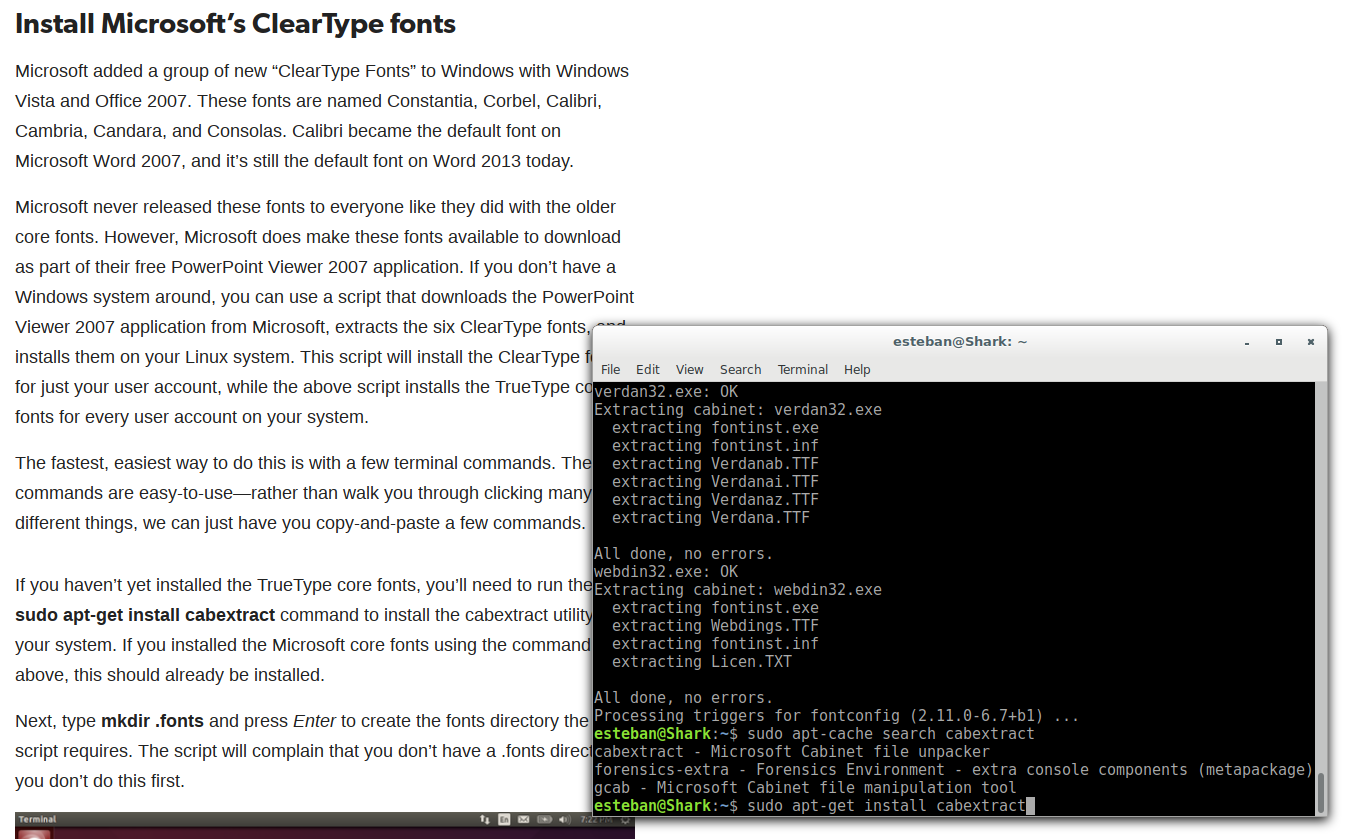 Install Microsoft’s ClearType fonts
Microsoft added a group of new “ClearType Fonts” to Windows with Windows
Vista and Office 2007. These fonts are named Constantia, Corbel, Calibri,
Cambria, Candara, and Consolas. Calibri became the default font on
Microsoft Word 2007, and it’s still the default font on Word 2013 today.
Microsoft never released these fonts to everyone like they did with the older
core fonts. However, Microsoft does make these fonts available to download
as part of their free PowerPoint Viewer 2007 application. If you don’t have a
Windows system around, you can use a script that downloads the PowerPoint
Viewer 2007 application from Microsoft, extracts the six ClearType fonts, and
installs them on your Linux system. This script will install the ClearType
for just your user account, while the above script installs the TrueType
fonts for every user account on your system.
The fastest, easiest way to do this is with a few terminal commands. The
commands are easy-to-use—rather than walk you through clicking many
different things, we can just have you copy-and-paste a few commands.
If you haven’t yet installed the TrueType core fonts, you’ll need to run the
sudo apt-get install cabextract command to install the cabextract utility
your system. If you installed the Microsoft core fonts using the command
above, this should already be installed.
Next, type mkdir .fonts and press Enter to create the fonts directory the
script requires. The script will complain that you don’t have a .fonts
you don’t do this first.
Terminal
En
7:22 PM
esteban@Shark: ~
File Edit View Search Terminal Help
verdan32.exe: OK
Extracting cabinet: verdan32.exe
extracting fontinst.exe
extracting fontinst.inf
extracting Verdanab.TTF
extracting Verdanai.TTF
extracting Verdanaz.TTF
extracting Verdana.TTF
All done, no errors.
webdin32.exe: OK
Extracting cabinet: webdin32.exe
extracting fontinst.exe
extracting Webdings.TTF
extracting fontinst.inf
extracting Licen.TXT
All done, no errors.
Processing triggers for fontconfig (2.11.0-6.7+b1) ...
esteban@Shark:~$ sudo apt-cache search cabextract
cabextract - Microsoft Cabinet file unpacker
forensics-extra - Forensics Environment - extra console components (metapackage)
gcab - Microsoft Cabinet file manipulation tool
esteban@Shark:~$ sudo apt-get install cabextract